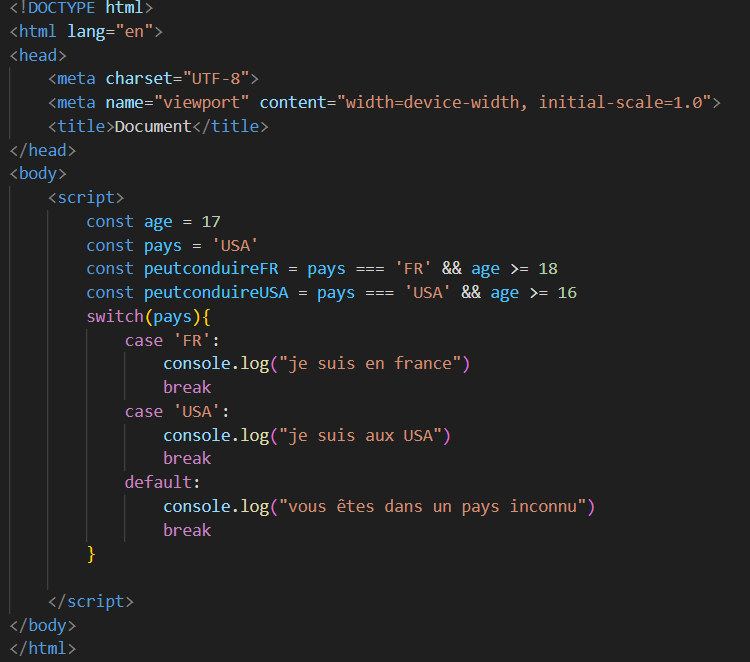 <!DOCTYPE html>
<html lang="en">
<head>
    <meta charset="UTF-8">
    <meta name="viewport" content="width=device-width, initial-scale=1.0">
    <title>Document</title>
</head>
<body>
    <script>
        const age = 17
        const pays = 'USA'
        const peutconduireFR = pays === 'FR' && age >= 18
        const peutconduireUSA = pays === 'USA' && age >= 16
        switch(pays){
            case 'FR':
                console.log("je suis en france")
                break
            case 'USA':
                console.log("je suis aux USA")
                break
            default:
                console.log("vous êtes dans un pays inconnu")
                break
        }
    </script>
</body>
</html>